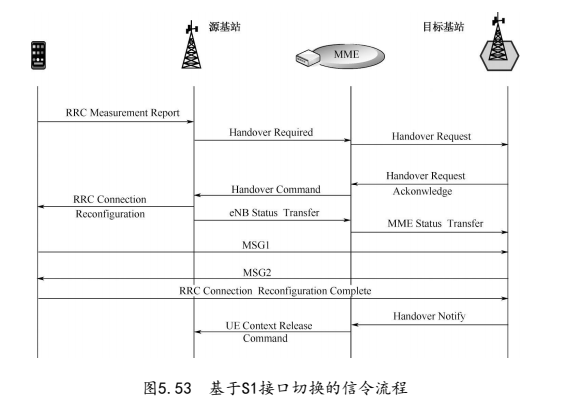 源基站
目标基站
MME
RRC Measurement Report
Handover Required
Handover Request
Handover Request
Ackonwledge
Handover Command
RRC Connection
Reconfiguration
eNB Status Transfer
MME Status Transfer
MSG1
MSG2
RRC Connection Reconfiguration Complete
Handover Notify
UE Context Release
Command
图5.53 基于S1接口切换的信令流程